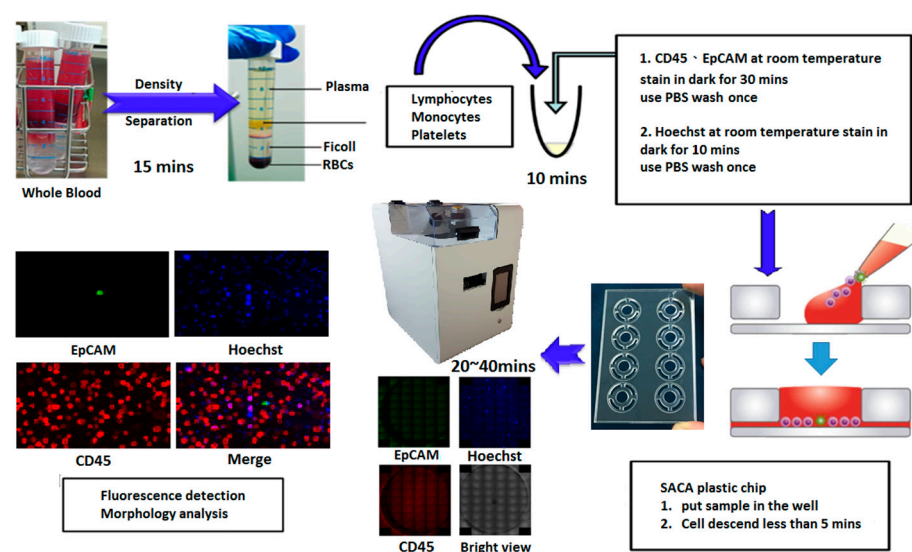 Whole Blood
Density
Separation
15 mins
Plasma
Ficoll
RBCs
Lymphocytes
Monocytes
Platelets
10 mins
1. CD45、EpCAM at room temperature
stain in dark for 30 mins
use PBS wash once
2. Hoechst at room temperature stain in
dark for 10 mins
use PBS wash once
SACA plastic chip
1. put sample in the well
2. Cell descend less than 5 mins
20~40mins
EpCAM
Hoechst
CD45
Bright view
EpCAM
Hoechst
CD45
Merge
Fluorescence detection
Morphology analysis